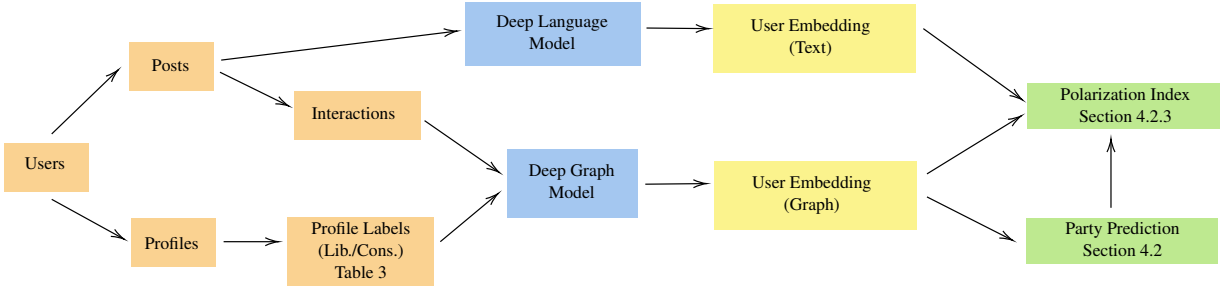 Users
Posts
Interactions
Profiles
Profile Labels
(Lib./Cons.)
Table 3
Deep Language
Model
Deep Graph
Model
User Embedding
(Text)
User Embedding
(Graph)
Polarization Index
Section 4.2.3
Party Prediction
Section 4.2